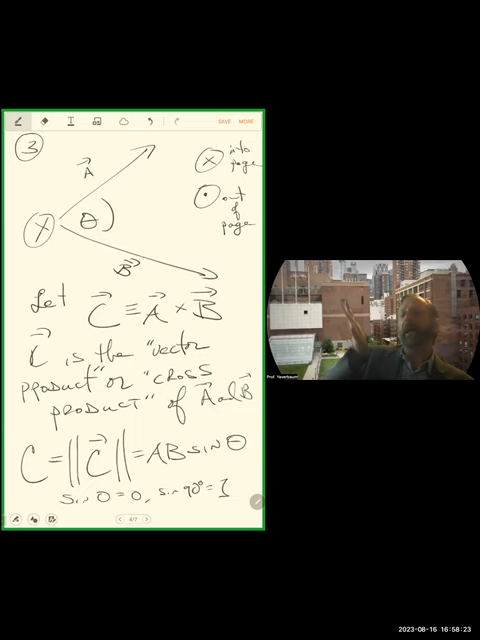 SAVE MORE
3
A
X into page
θ
• out of page
B
Let C ≡ A × B
C is the "vector
product" or "cross
product" of A and B
C = ||C|| = AB sin θ
sin 0 = 0, sin 90° = 1
4/7
Prof. Yaverbaum
2023-08-16 16:58:23